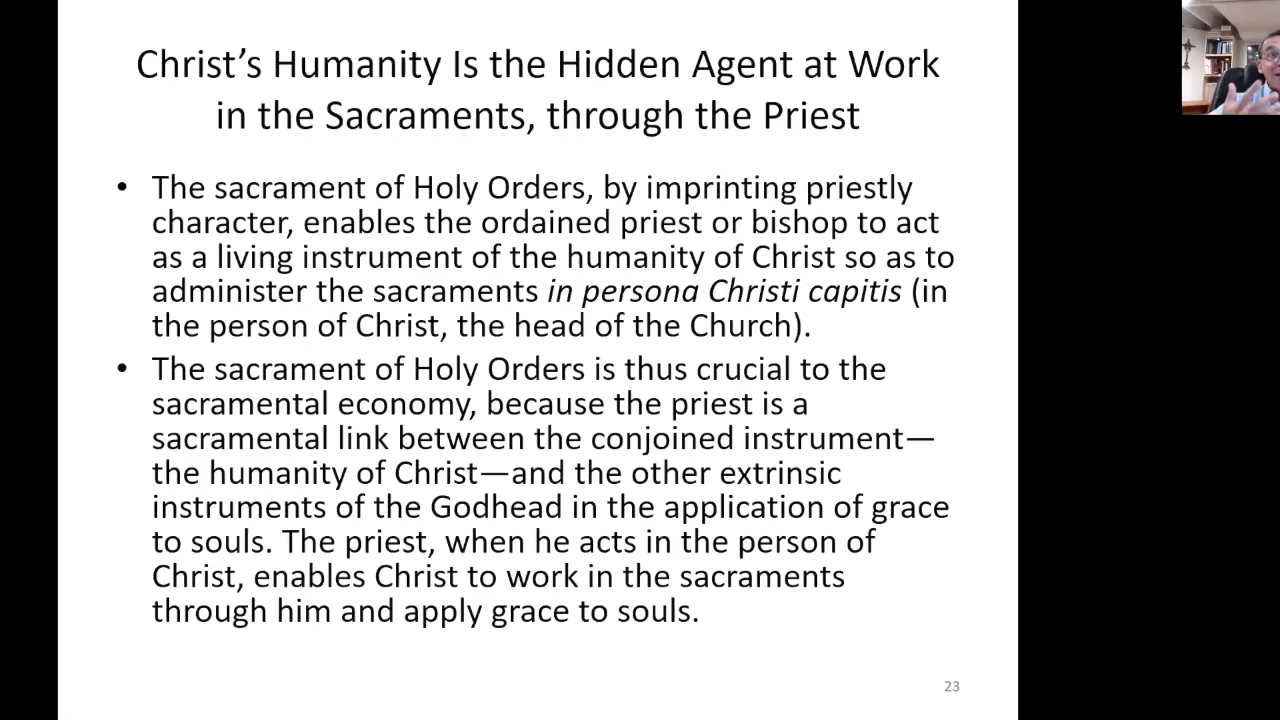 Christ’s Humanity Is the Hidden Agent at Work
in the Sacraments, through the Priest
• The sacrament of Holy Orders, by imprinting priestly
character, enables the ordained priest or bishop to act
as a living instrument of the humanity of Christ so as to
administer the sacraments in persona Christi capitis (in
the person of Christ, the head of the Church).
• The sacrament of Holy Orders is thus crucial to the
sacramental economy, because the priest is a
sacramental link between the conjoined instrument—
the humanity of Christ—and the other extrinsic
instruments of the Godhead in the application of grace
to souls. The priest, when he acts in the person of
Christ, enables Christ to work in the sacraments
through him and apply grace to souls.
23